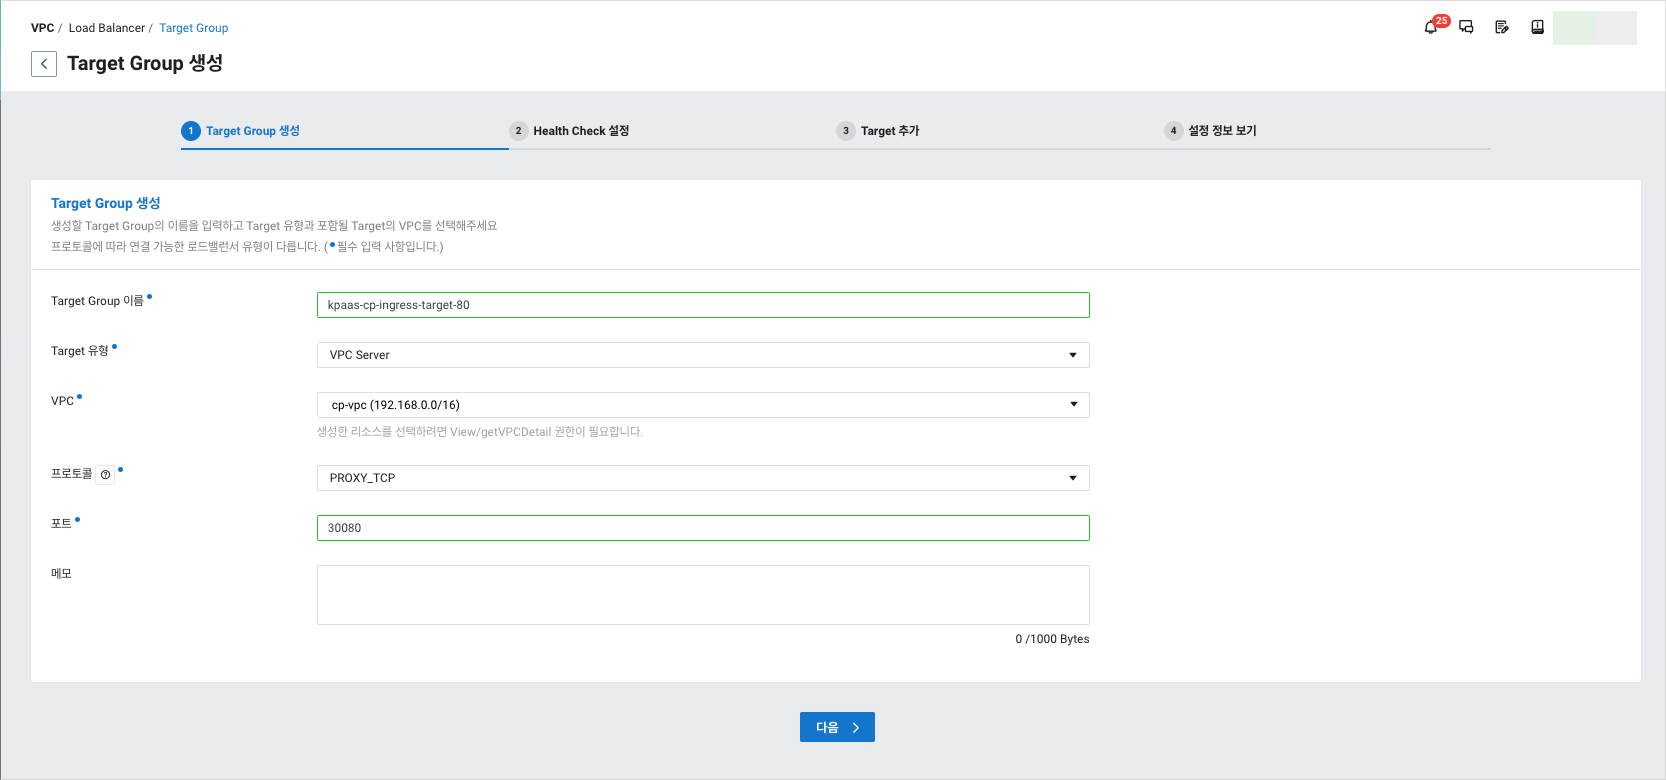 VPC / Load Balancer / Target Group
25
Target Group 생성
1 Target Group 생성
2 Health Check 설정
3 Target 추가
4 설정 정보 보기
Target Group 생성
생성할 Target Group의 이름을 입력하고 Target 유형과 포함될 Target의 VPC를 선택해주세요
프로토콜에 따라 연결 가능한 로드밸런서 유형이 다릅니다. (●필수 입력 사항입니다.)
Target Group 이름
kpaas-cp-ingress-target-80
Target 유형
VPC Server
VPC
cp-vpc (192.168.0.0/16)
생성한 리소스를 선택하려면 View/getVPCDetail 권한이 필요합니다.
프로토콜 ?
PROXY_TCP
포트
30080
메모
0 /1000 Bytes
다음